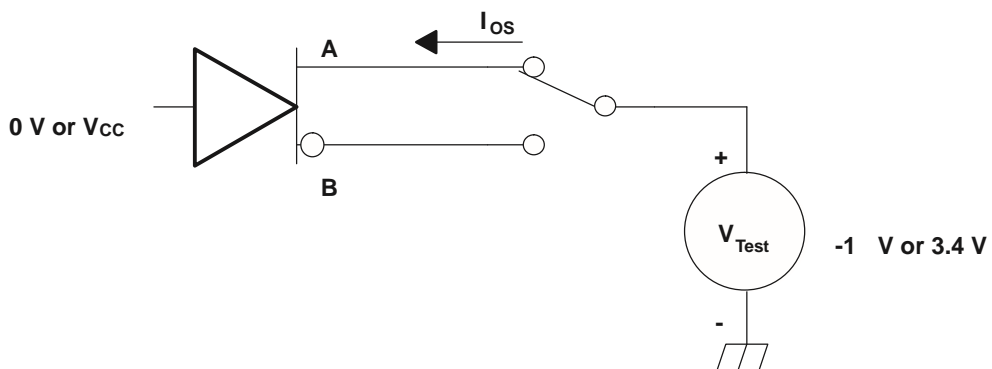 IOS
A
0 V or VCC
B
+
VTest
-1 V or 3.4 V
-